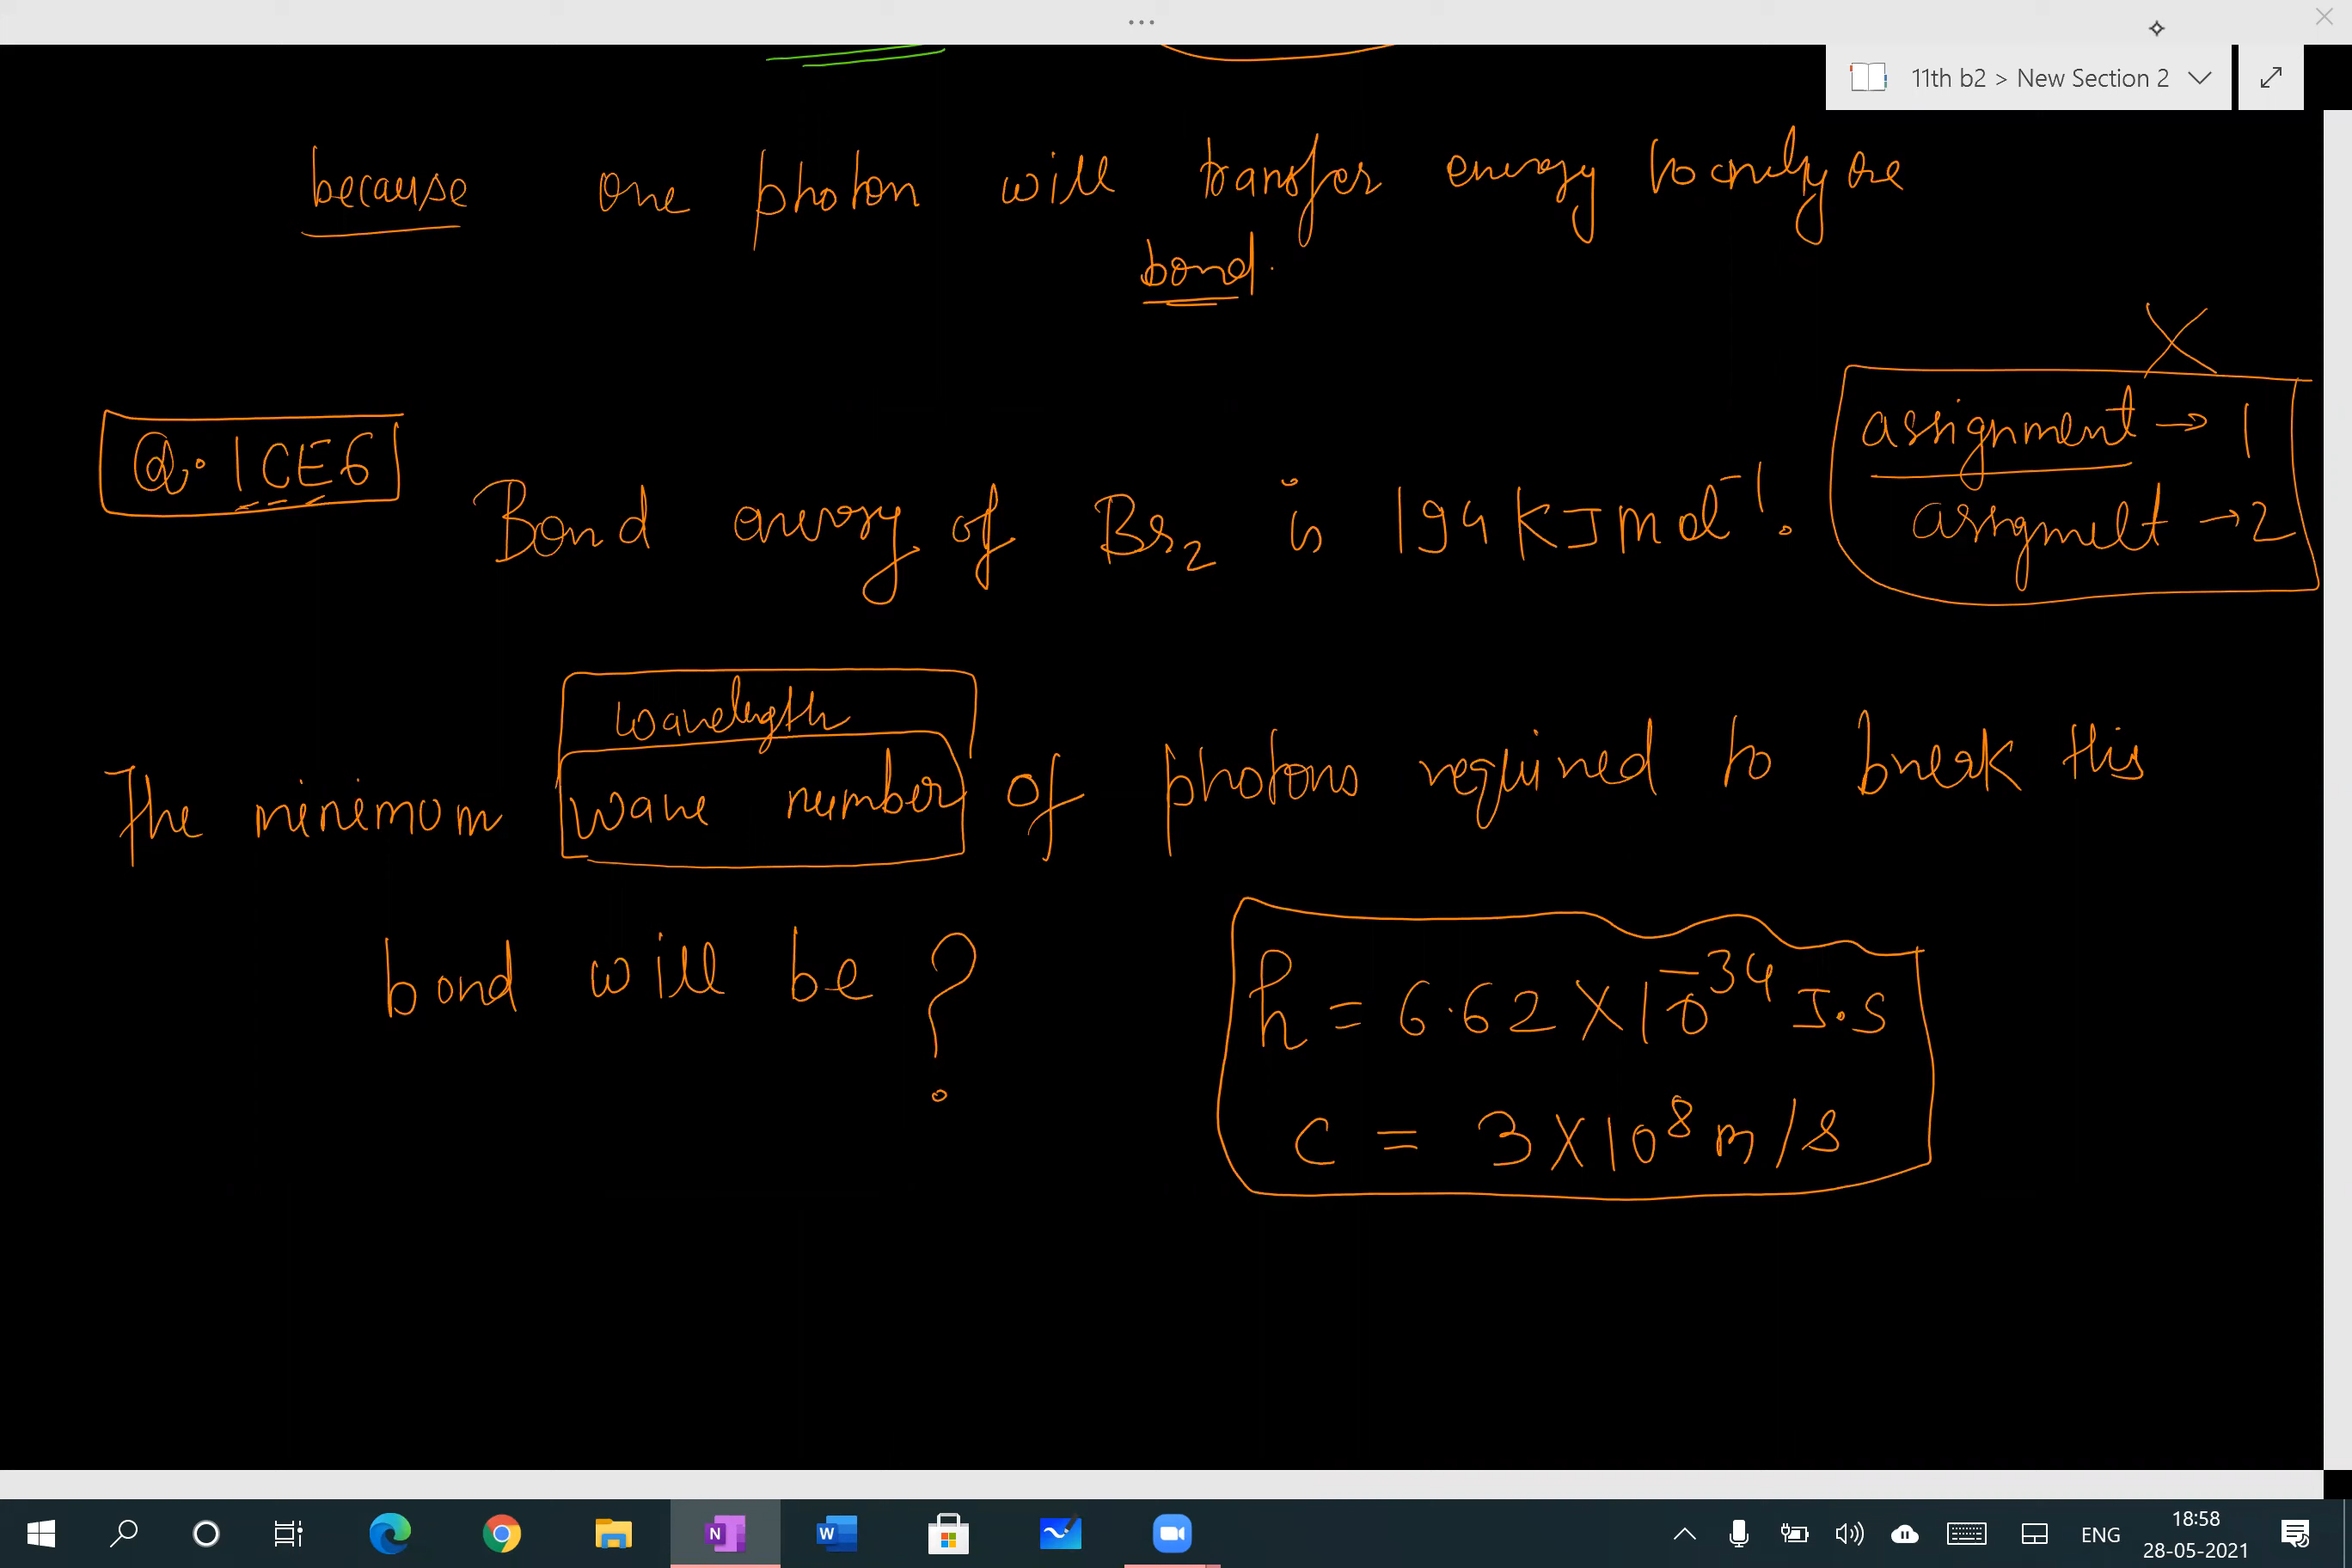 11th b2 > New Section 2
because one photon will transfer energy to only one
bond.
Q. ICE6
assignment → 1
assignment → 2
Bond energy of Br2 is 194 KJ mol⁻¹.
wavelength
The minimum wave number of photons required to break this
bond will be ?
h = 6.62 × 10⁻³⁴ J.S
c = 3 × 10⁸ m/s
ENG
18:58
28-05-2021